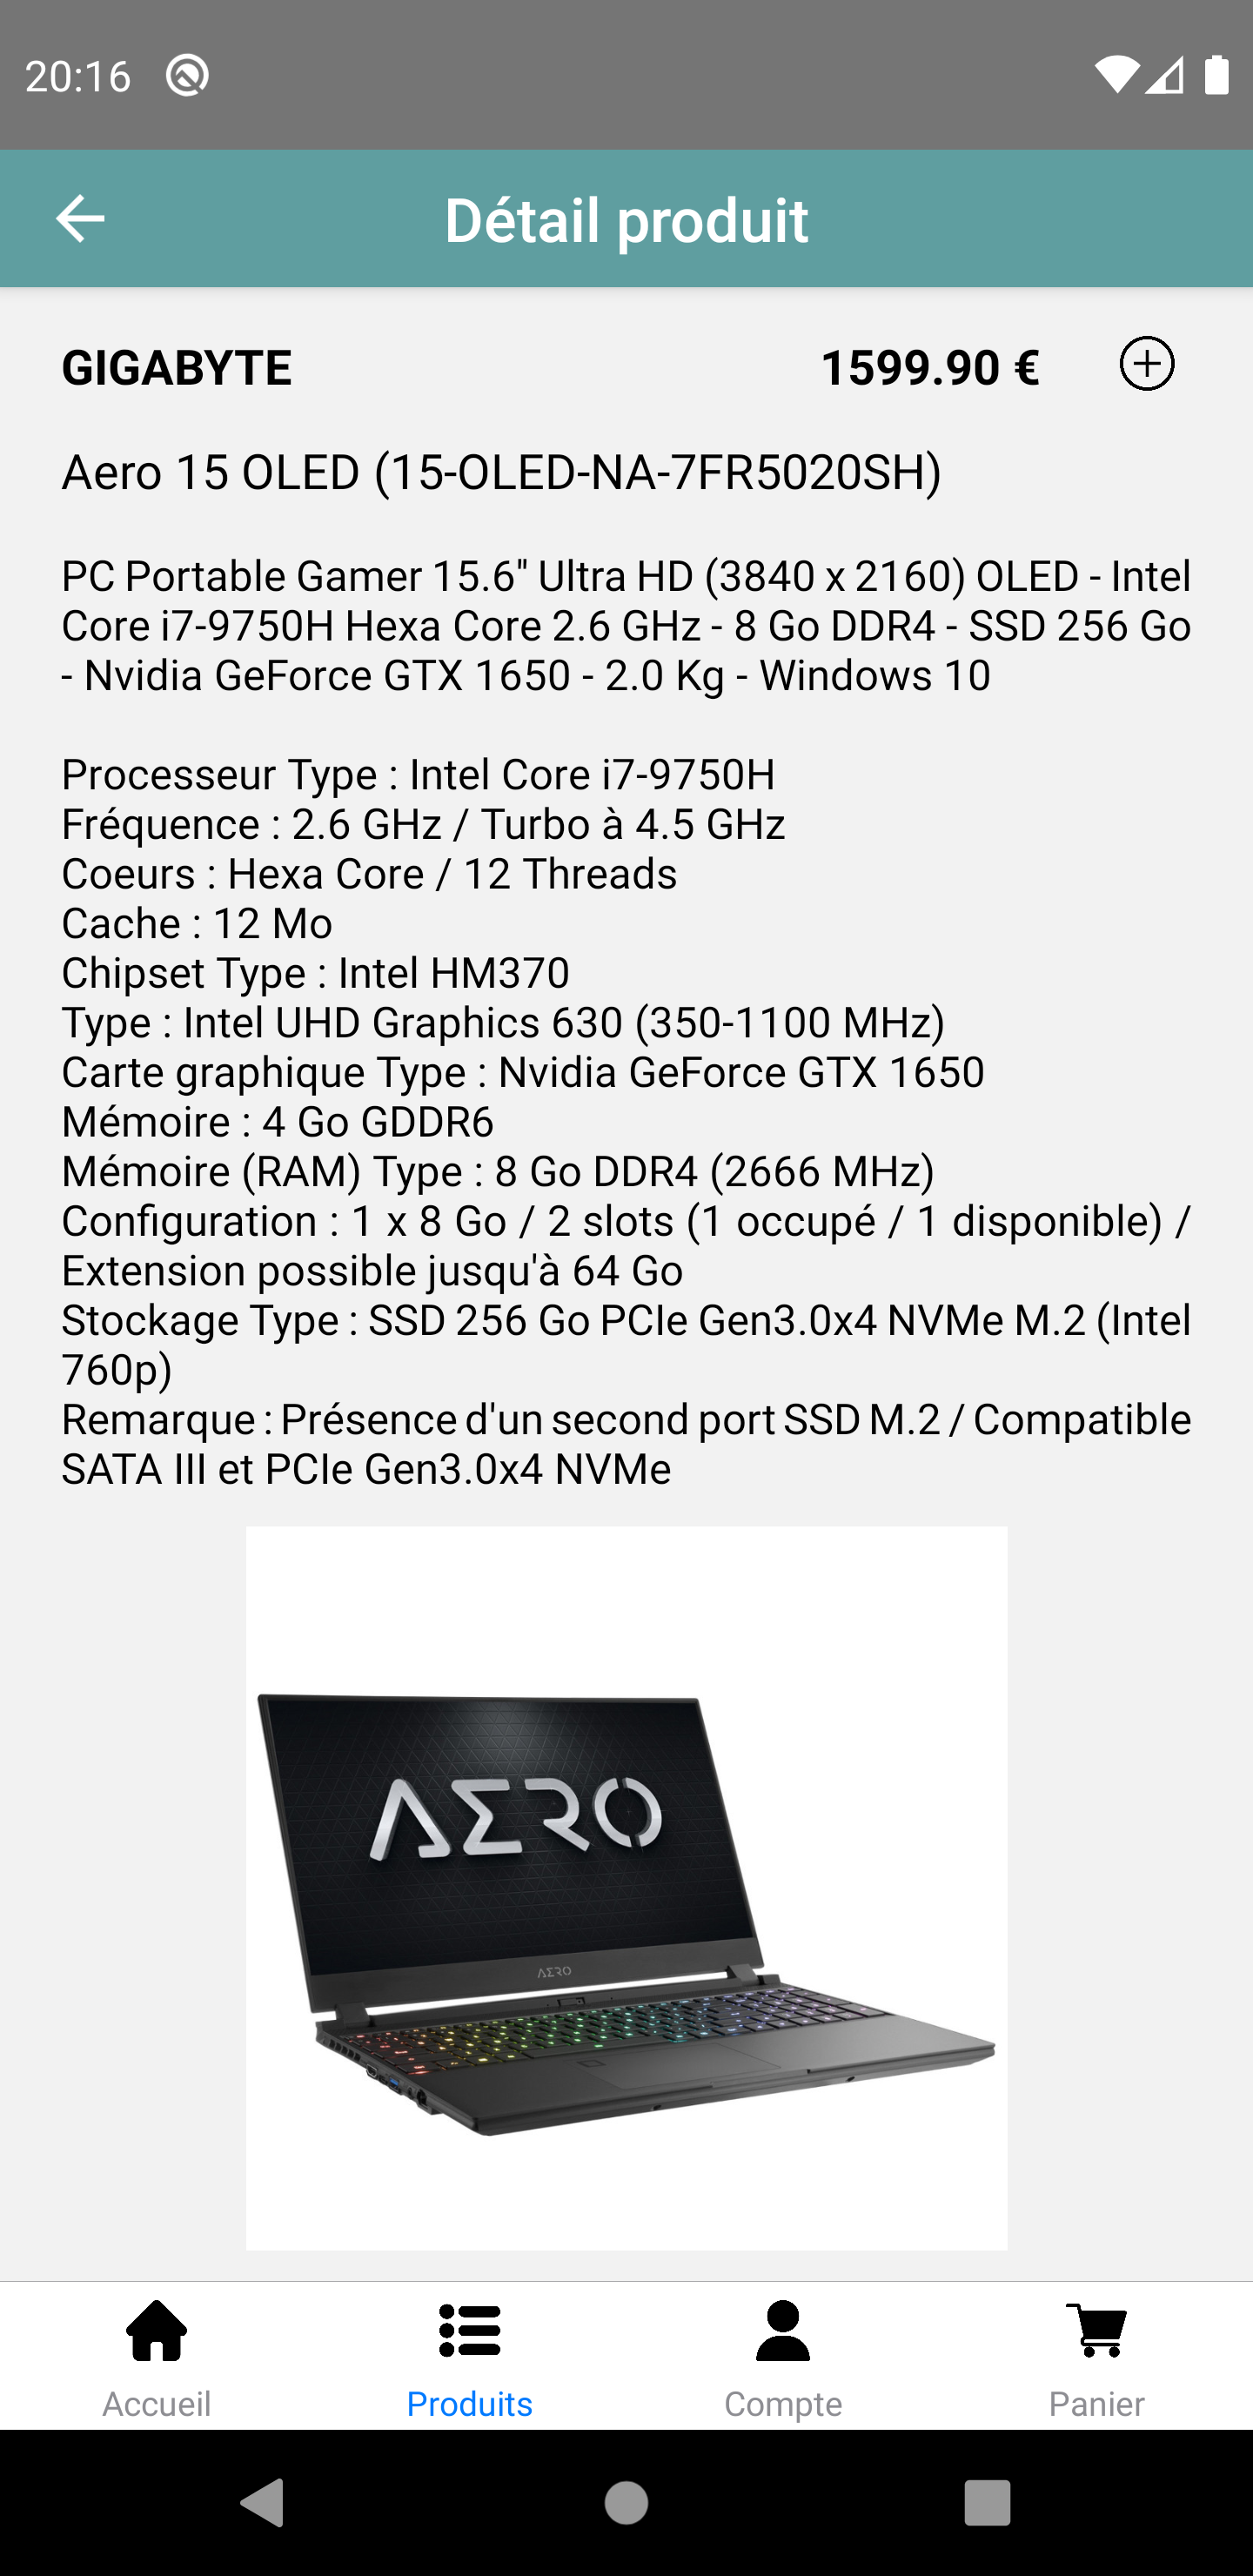 20:16
Détail produit
GIGABYTE 1599.90 €
Aero 15 OLED (15-OLED-NA-7FR5020SH)
PC Portable Gamer 15.6" Ultra HD (3840 x 2160) OLED - Intel
Core i7-9750H Hexa Core 2.6 GHz - 8 Go DDR4 - SSD 256 Go
- Nvidia GeForce GTX 1650 - 2.0 Kg - Windows 10
Processeur Type : Intel Core i7-9750H
Fréquence : 2.6 GHz / Turbo à 4.5 GHz
Coeurs : Hexa Core / 12 Threads
Cache : 12 Mo
Chipset Type : Intel HM370
Type : Intel UHD Graphics 630 (350-1100 MHz)
Carte graphique Type : Nvidia GeForce GTX 1650
Mémoire : 4 Go GDDR6
Mémoire (RAM) Type : 8 Go DDR4 (2666 MHz)
Configuration : 1 x 8 Go / 2 slots (1 occupé / 1 disponible) /
Extension possible jusqu'à 64 Go
Stockage Type : SSD 256 Go PCIe Gen3.0x4 NVMe M.2 (Intel
760p)
Remarque : Présence d'un second port SSD M.2 / Compatible
SATA III et PCIe Gen3.0x4 NVMe
AERO
AERO
Accueil Produits Compte Panier